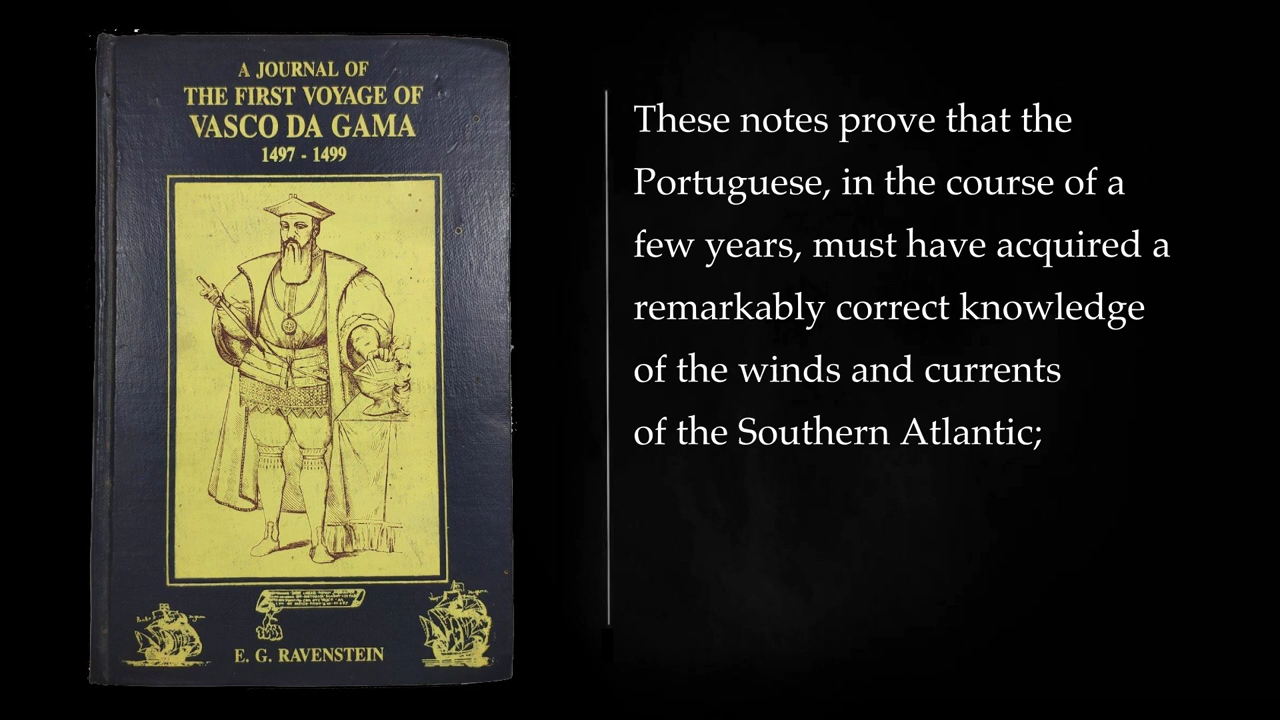 A JOURNAL OF
THE FIRST VOYAGE OF
VASCO DA GAMA
1497 - 1499
E. G. RAVENSTEIN
These notes prove that the
Portuguese, in the course of a
few years, must have acquired a
remarkably correct knowledge
of the winds and currents
of the Southern Atlantic;